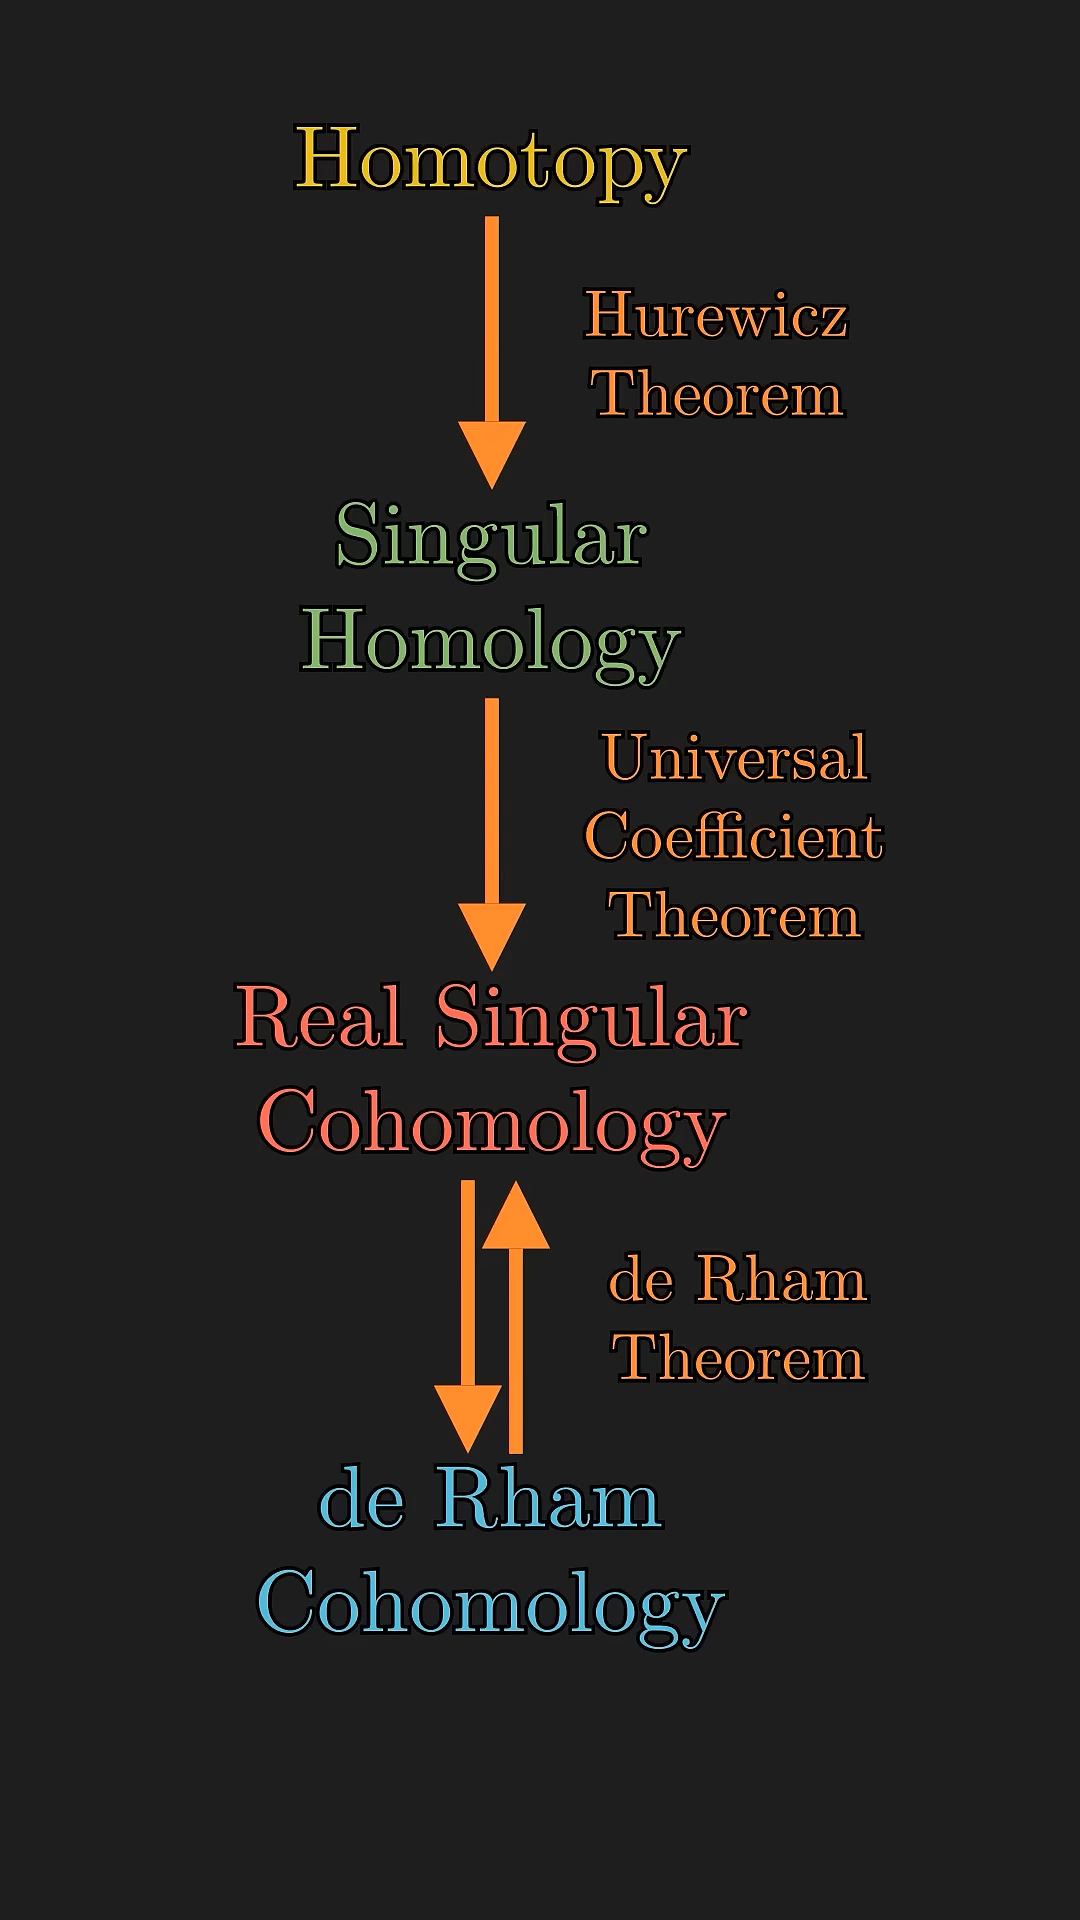 Homotopy
Hurewicz
Theorem
Singular
Homology
Universal
Coefficient
Theorem
Real Singular
Cohomology
de Rham
Theorem
de Rham
Cohomology